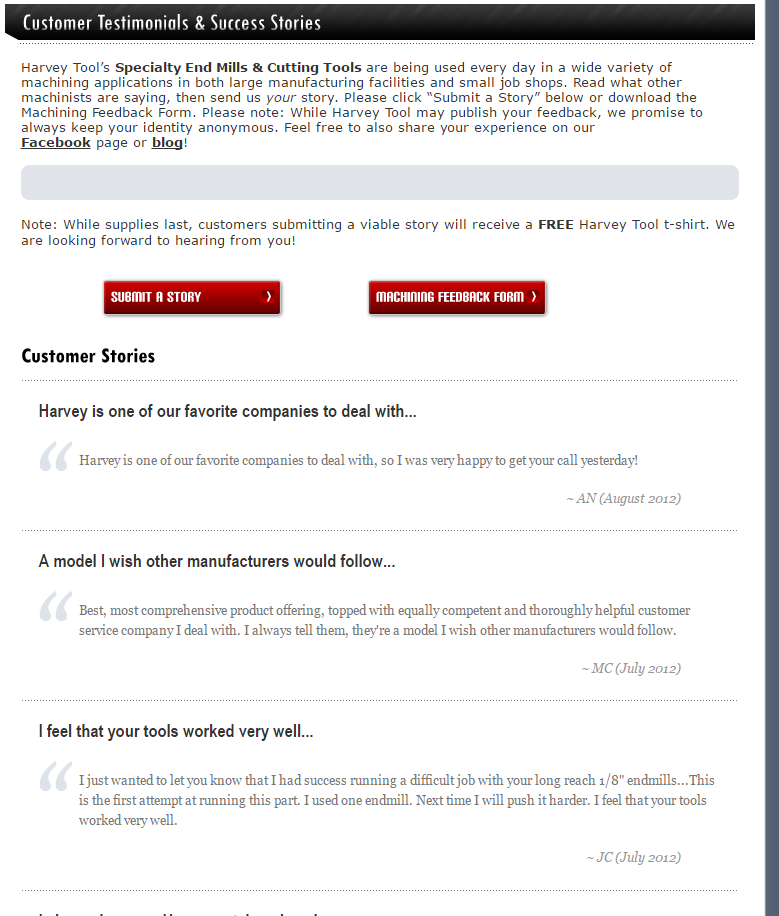 Customer Testimonials & Success Stories
Harvey Tool’s Specialty End Mills & Cutting Tools are being used every day in a wide variety of
machining applications in both large manufacturing facilities and small job shops. Read what other
machinists are saying, then send us your story. Please click “Submit a Story” below or download the
Machining Feedback Form. Please note: While Harvey Tool may publish your feedback, we promise to
always keep your identity anonymous. Feel free to also share your experience on our
Facebook page or blog!
Note: While supplies last, customers submitting a viable story will receive a FREE Harvey Tool t-shirt. We
are looking forward to hearing from you!
SUBMIT A STORY
MACHINING FEEDBACK FORM
Customer Stories
Harvey is one of our favorite companies to deal with...
“ Harvey is one of our favorite companies to deal with, so I was very happy to get your call yesterday!
~ AN (August 2012)
A model I wish other manufacturers would follow...
“ Best, most comprehensive product offering, topped with equally competent and thoroughly helpful customer
service company I deal with. I always tell them, they're a model I wish other manufacturers would follow.
~ MC (July 2012)
I feel that your tools worked very well...
“ I just wanted to let you know that I had success running a difficult job with your long reach 1/8" endmills...This
is the first attempt at running this part. I used one endmill. Next time I will push it harder. I feel that your tools
worked very well.
~ JC (July 2012)